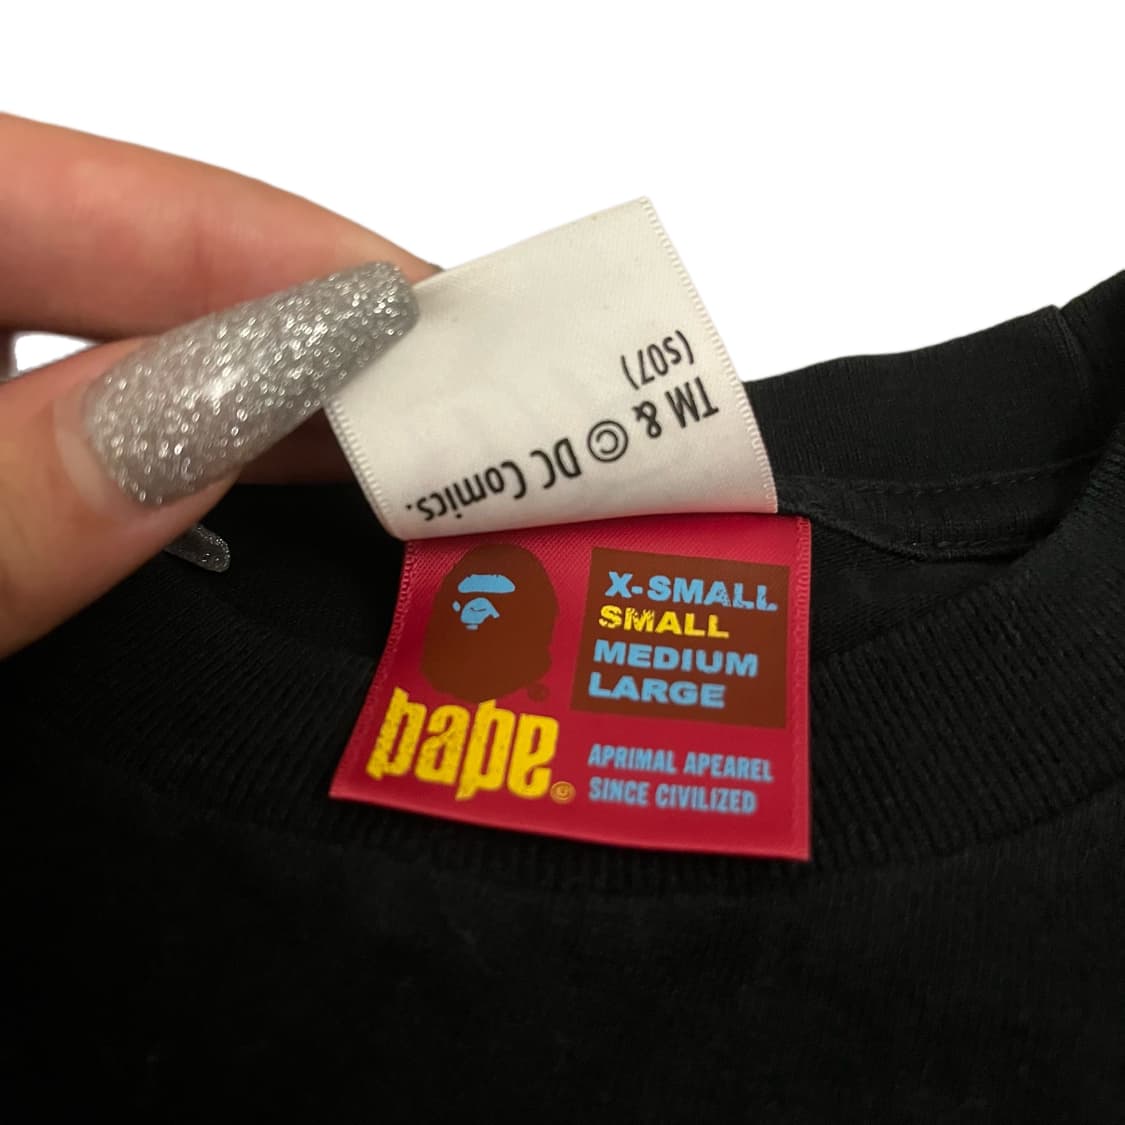 TM & © DC Comics.
(s07)
X-SMALL
SMALL
MEDIUM
LARGE
bape
APRIMAL APEAREL
SINCE CIVILIZED